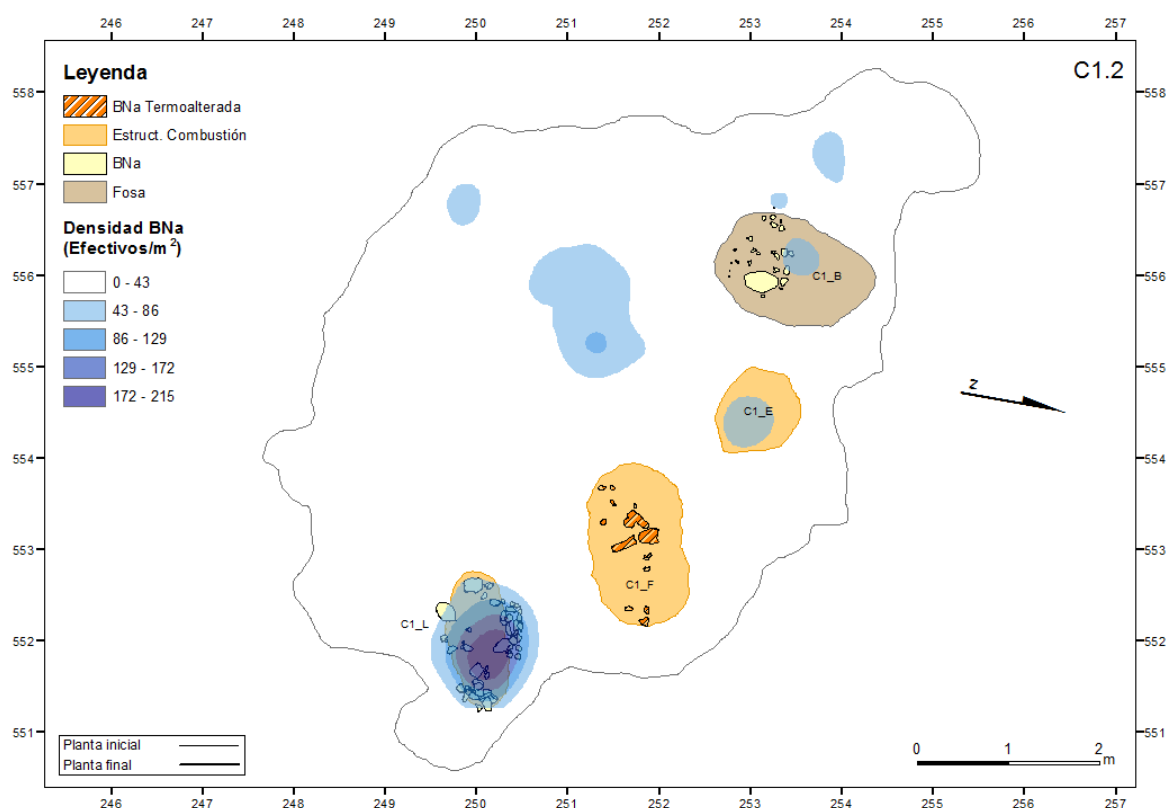 246 247 248 249 250 251 252 253 254 255 256 257
C1.2
Leyenda
BNa Termoalterada
Estruct. Combustión
BNa
Fosa
Densidad BNa
(Efectivos/m²)
0 - 43
43 - 86
86 - 129
129 - 172
172 - 215
558 558
557 557
556 556
555 555
554 554
553 553
552 552
551 551
C1_B
C1_E
z
C1_F
C1_L
Planta inicial
Planta final
0 1 2
m
246 247 248 249 250 251 252 253 254 255 256 257